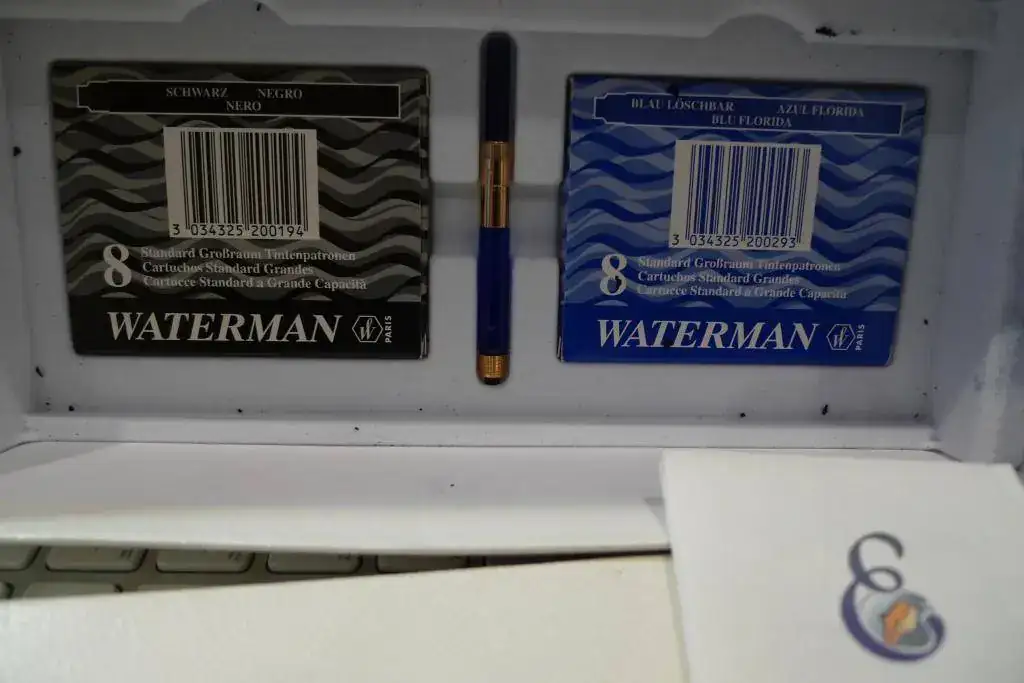 SCHWARZ NEGRO
NERO
3 034325 200194
8 Standard Großraum Tintenpatronen
Cartuchos Standard Grandes
Cartucce Standard a Grande Capacità
WATERMAN W PARIS
BLAU LÖSCHBAR AZUL FLORIDA
BLU FLORIDA
3 034325 200293
8 Standard Großraum Tintenpatronen
Cartuchos Standard Grandes
Cartucce Standard a Grande Capacità
WATERMAN W PARIS
E